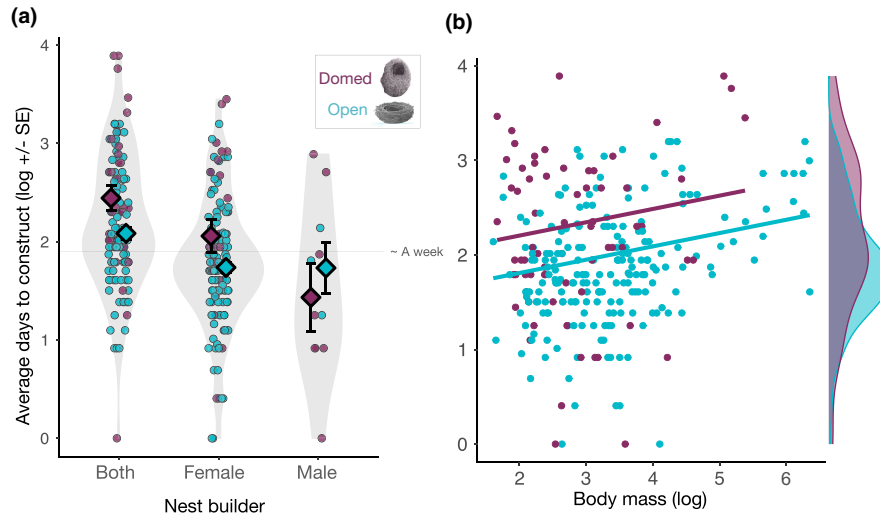 (a)
Average days to construct (log +/- SE)
4
3
2
1
0
Domed
Open
~ A week
Both Female Male
Nest builder
(b)
4
3
2
1
0
2 3 4 5 6
Body mass (log)